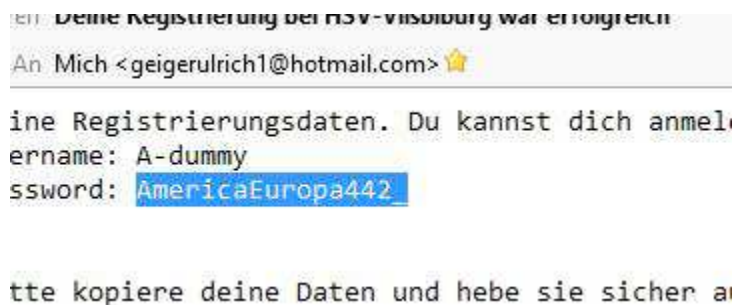 en Deine Registrierung bei HSV-Vilsbiburg war erfolgreich
An Mich <geigerulrich1@hotmail.com>
ine Registrierungsdaten. Du kannst dich anmel
ername: A-dummy
ssword: AmericaEuropa442_
tte kopiere deine Daten und hebe sie sicher au